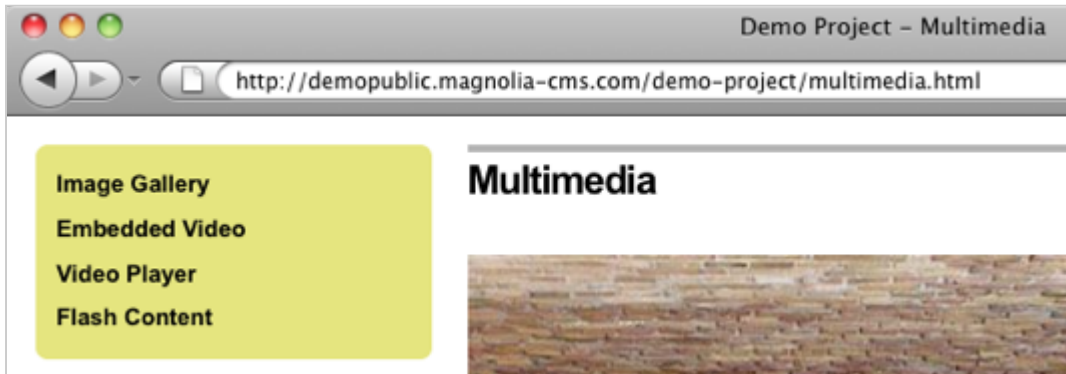 Demo Project – Multimedia
http://demopublic.magnolia-cms.com/demo-project/multimedia.html
Image Gallery
Embedded Video
Video Player
Flash Content
Multimedia